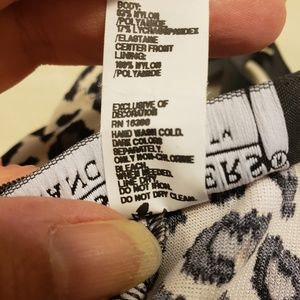 BODY:
83% NYLON
/POLYAMIDE
17% LYCRA®SPANDEX
/ELASTANE
CENTER FRONT
LINING:
100% NYLON
/POLYAMIDE
EXCLUSIVE OF
DECORATION
RN 16399
HAND WASH COLD.
DARK COLORS
SEPARATELY.
ONLY NON-CHLORINE
BLEACH
WHEN NEEDED.
LINE DRY.
DO NOT IRON.
DO NOT DRY CLEAN.